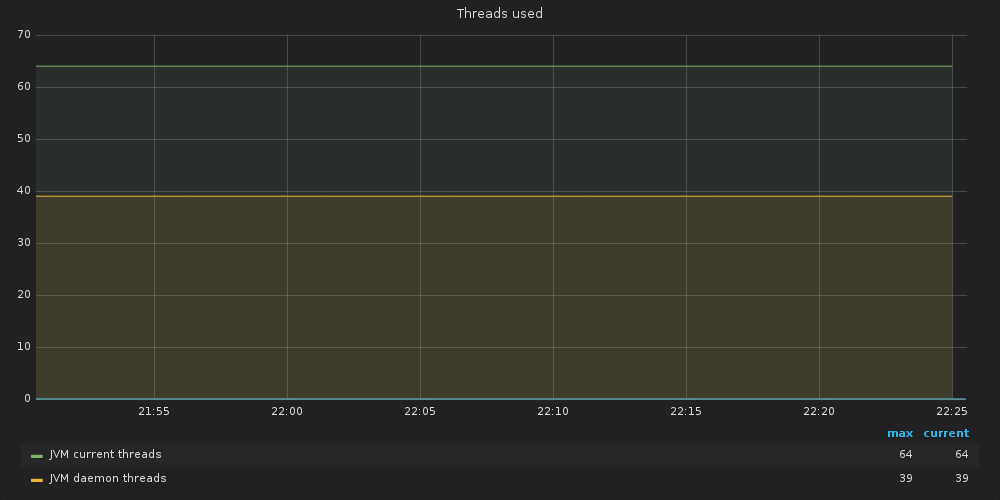 Threads used
70
60
50
40
30
20
10
0
21:55 22:00 22:05 22:10 22:15 22:20 22:25
max current
JVM current threads 64 64
JVM daemon threads 39 39